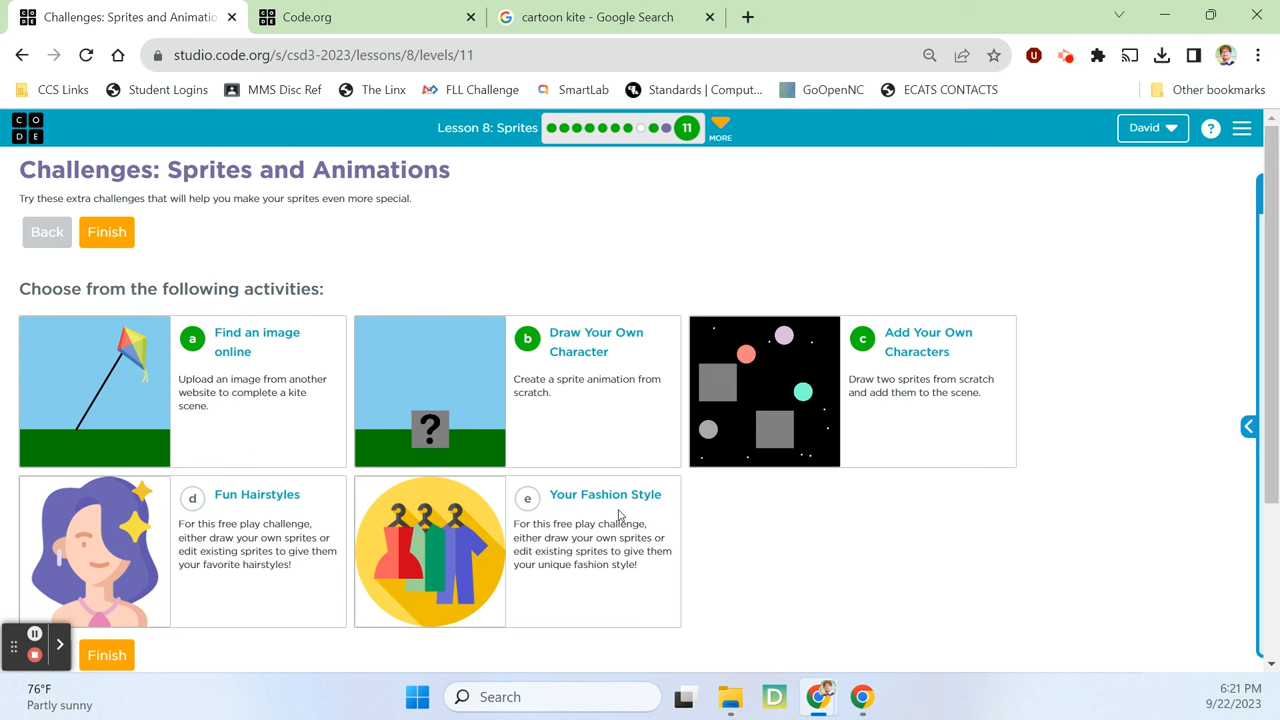 Challenges: Sprites and Animatio
Code.org
cartoon kite - Google Search
studio.code.org/s/csd3-2023/lessons/8/levels/11
CCS Links
Student Logins
MMS Disc Ref
The Linx
FLL Challenge
SmartLab
Standards | Comput...
GoOpenNC
ECATS CONTACTS
Other bookmarks
C O
D E
Lesson 8: Sprites
11
MORE
David
?
Challenges: Sprites and Animations
Try these extra challenges that will help you make your sprites even more special.
Back
Finish
Choose from the following activities:
a
Find an image
online
Upload an image from another
website to complete a kite
scene.
?
b
Draw Your Own
Character
Create a sprite animation from
scratch.
c
Add Your Own
Characters
Draw two sprites from scratch
and add them to the scene.
d
Fun Hairstyles
For this free play challenge,
either draw your own sprites or
edit existing sprites to give them
your favorite hairstyles!
e
Your Fashion Style
For this free play challenge,
either draw your own sprites or
edit existing sprites to give them
your unique fashion style!
Finish
76°F
Partly sunny
Search
D
6:21 PM
9/22/2023